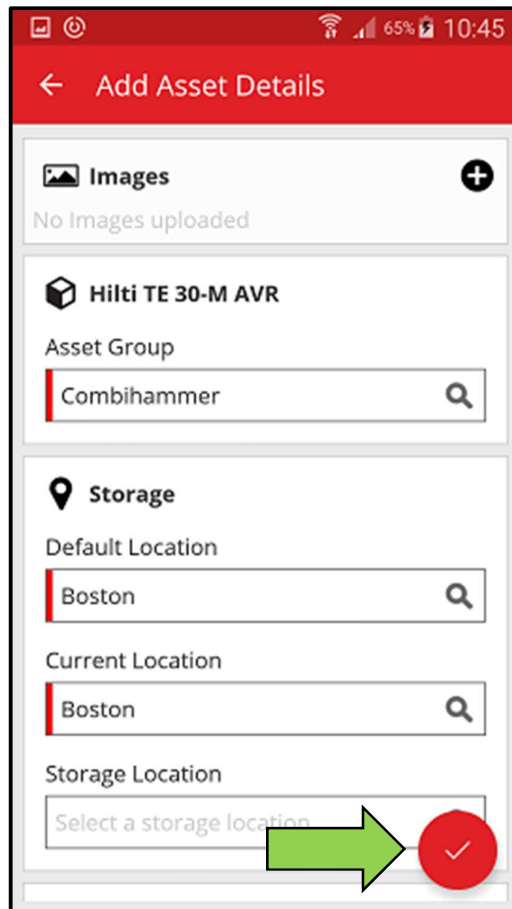 65% 10:45
Add Asset Details
Images
No Images uploaded
Hilti TE 30-M AVR
Asset Group
Combihammer
Storage
Default Location
Boston
Current Location
Boston
Storage Location
Select a storage location